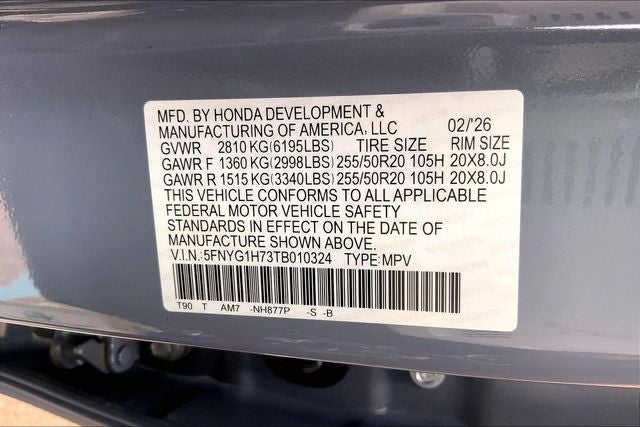 MFD. BY HONDA DEVELOPMENT &
MANUFACTURING OF AMERICA, LLC 02/'26
GVWR 2810 KG(6195LBS) TIRE SIZE RIM SIZE
GAWR F 1360 KG(2998LBS) 255/50R20 105H 20X8.0J
GAWR R 1515 KG(3340LBS) 255/50R20 105H 20X8.0J
THIS VEHICLE CONFORMS TO ALL APPLICABLE
FEDERAL MOTOR VEHICLE SAFETY
STANDARDS IN EFFECT ON THE DATE OF
MANUFACTURE SHOWN ABOVE.
V.I.N.:5FNYG1H73TB010324 TYPE:MPV
T90 T AM7 -NH877P -S -B